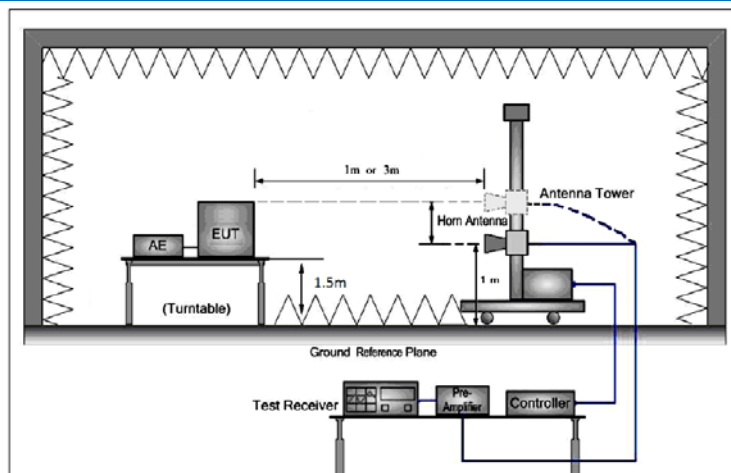 1m or 3m
Antenna Tower
Horn Antenna
EUT
AE
1.5m
1 m
(Turntable)
Ground Reference Plane
Test Receiver
Pre-
Amplifier
Controller